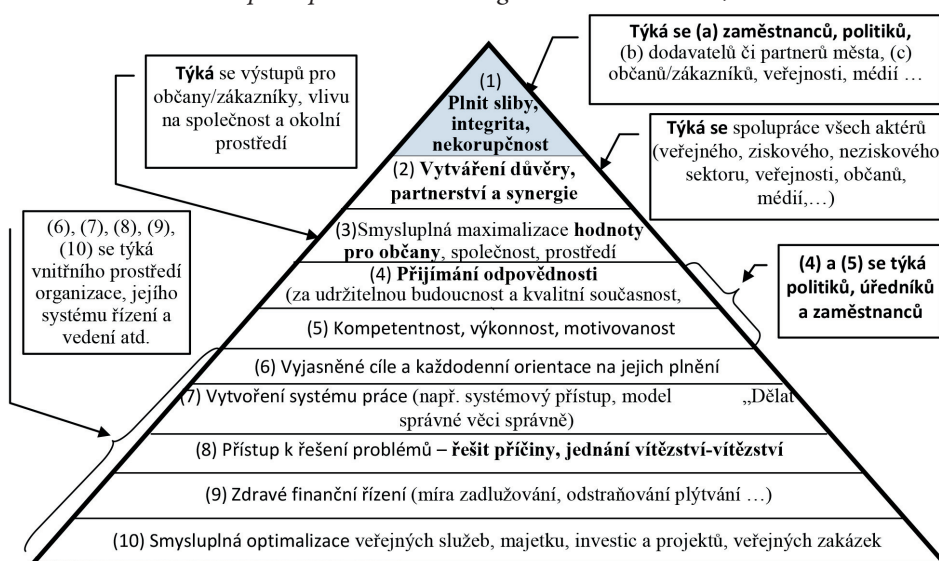 Týká se (a) zaměstnanců, politiků,
(b) dodavatelů či partnerů města, (c)
občanů/zákazníků, veřejnosti, médií …
Týká se výstupů pro
občany/zákazníky, vlivu
na společnost a okolní
prostředí
Týká se spolupráce všech aktérů
(veřejného, ziskového, neziskového
sektoru, veřejnosti, občanů,
médií,…)
(6), (7), (8), (9),
(10) se týká
vnitřního prostředí
organizace, jejího
systému řízení a
vedení atd.
(4) a (5) se týká
politiků, úředníků
a zaměstnanců
(1)
Plnit sliby,
integrita,
nekorupčnost
(2) Vytváření důvěry,
partnerství a synergie
(3)Smysluplná maximalizace hodnoty
pro občany, společnost, prostředí
(4) Přijímání odpovědnosti
(za udržitelnou budoucnost a kvalitní současnost,
(5) Kompetentnost, výkonnost, motivovanost
(6) Vyjasněné cíle a každodenní orientace na jejich plnění
(7) Vytvoření systému práce (např. systémový přístup, model „Dělat
správné věci správně)
(8) Přístup k řešení problémů – řešit příčiny, jednání vítězství-vítězství
(9) Zdravé finanční řízení (míra zadlužování, odstraňování plýtvání …)
(10) Smysluplná optimalizace veřejných služeb, majetku, investic a projektů, veřejných zakázek